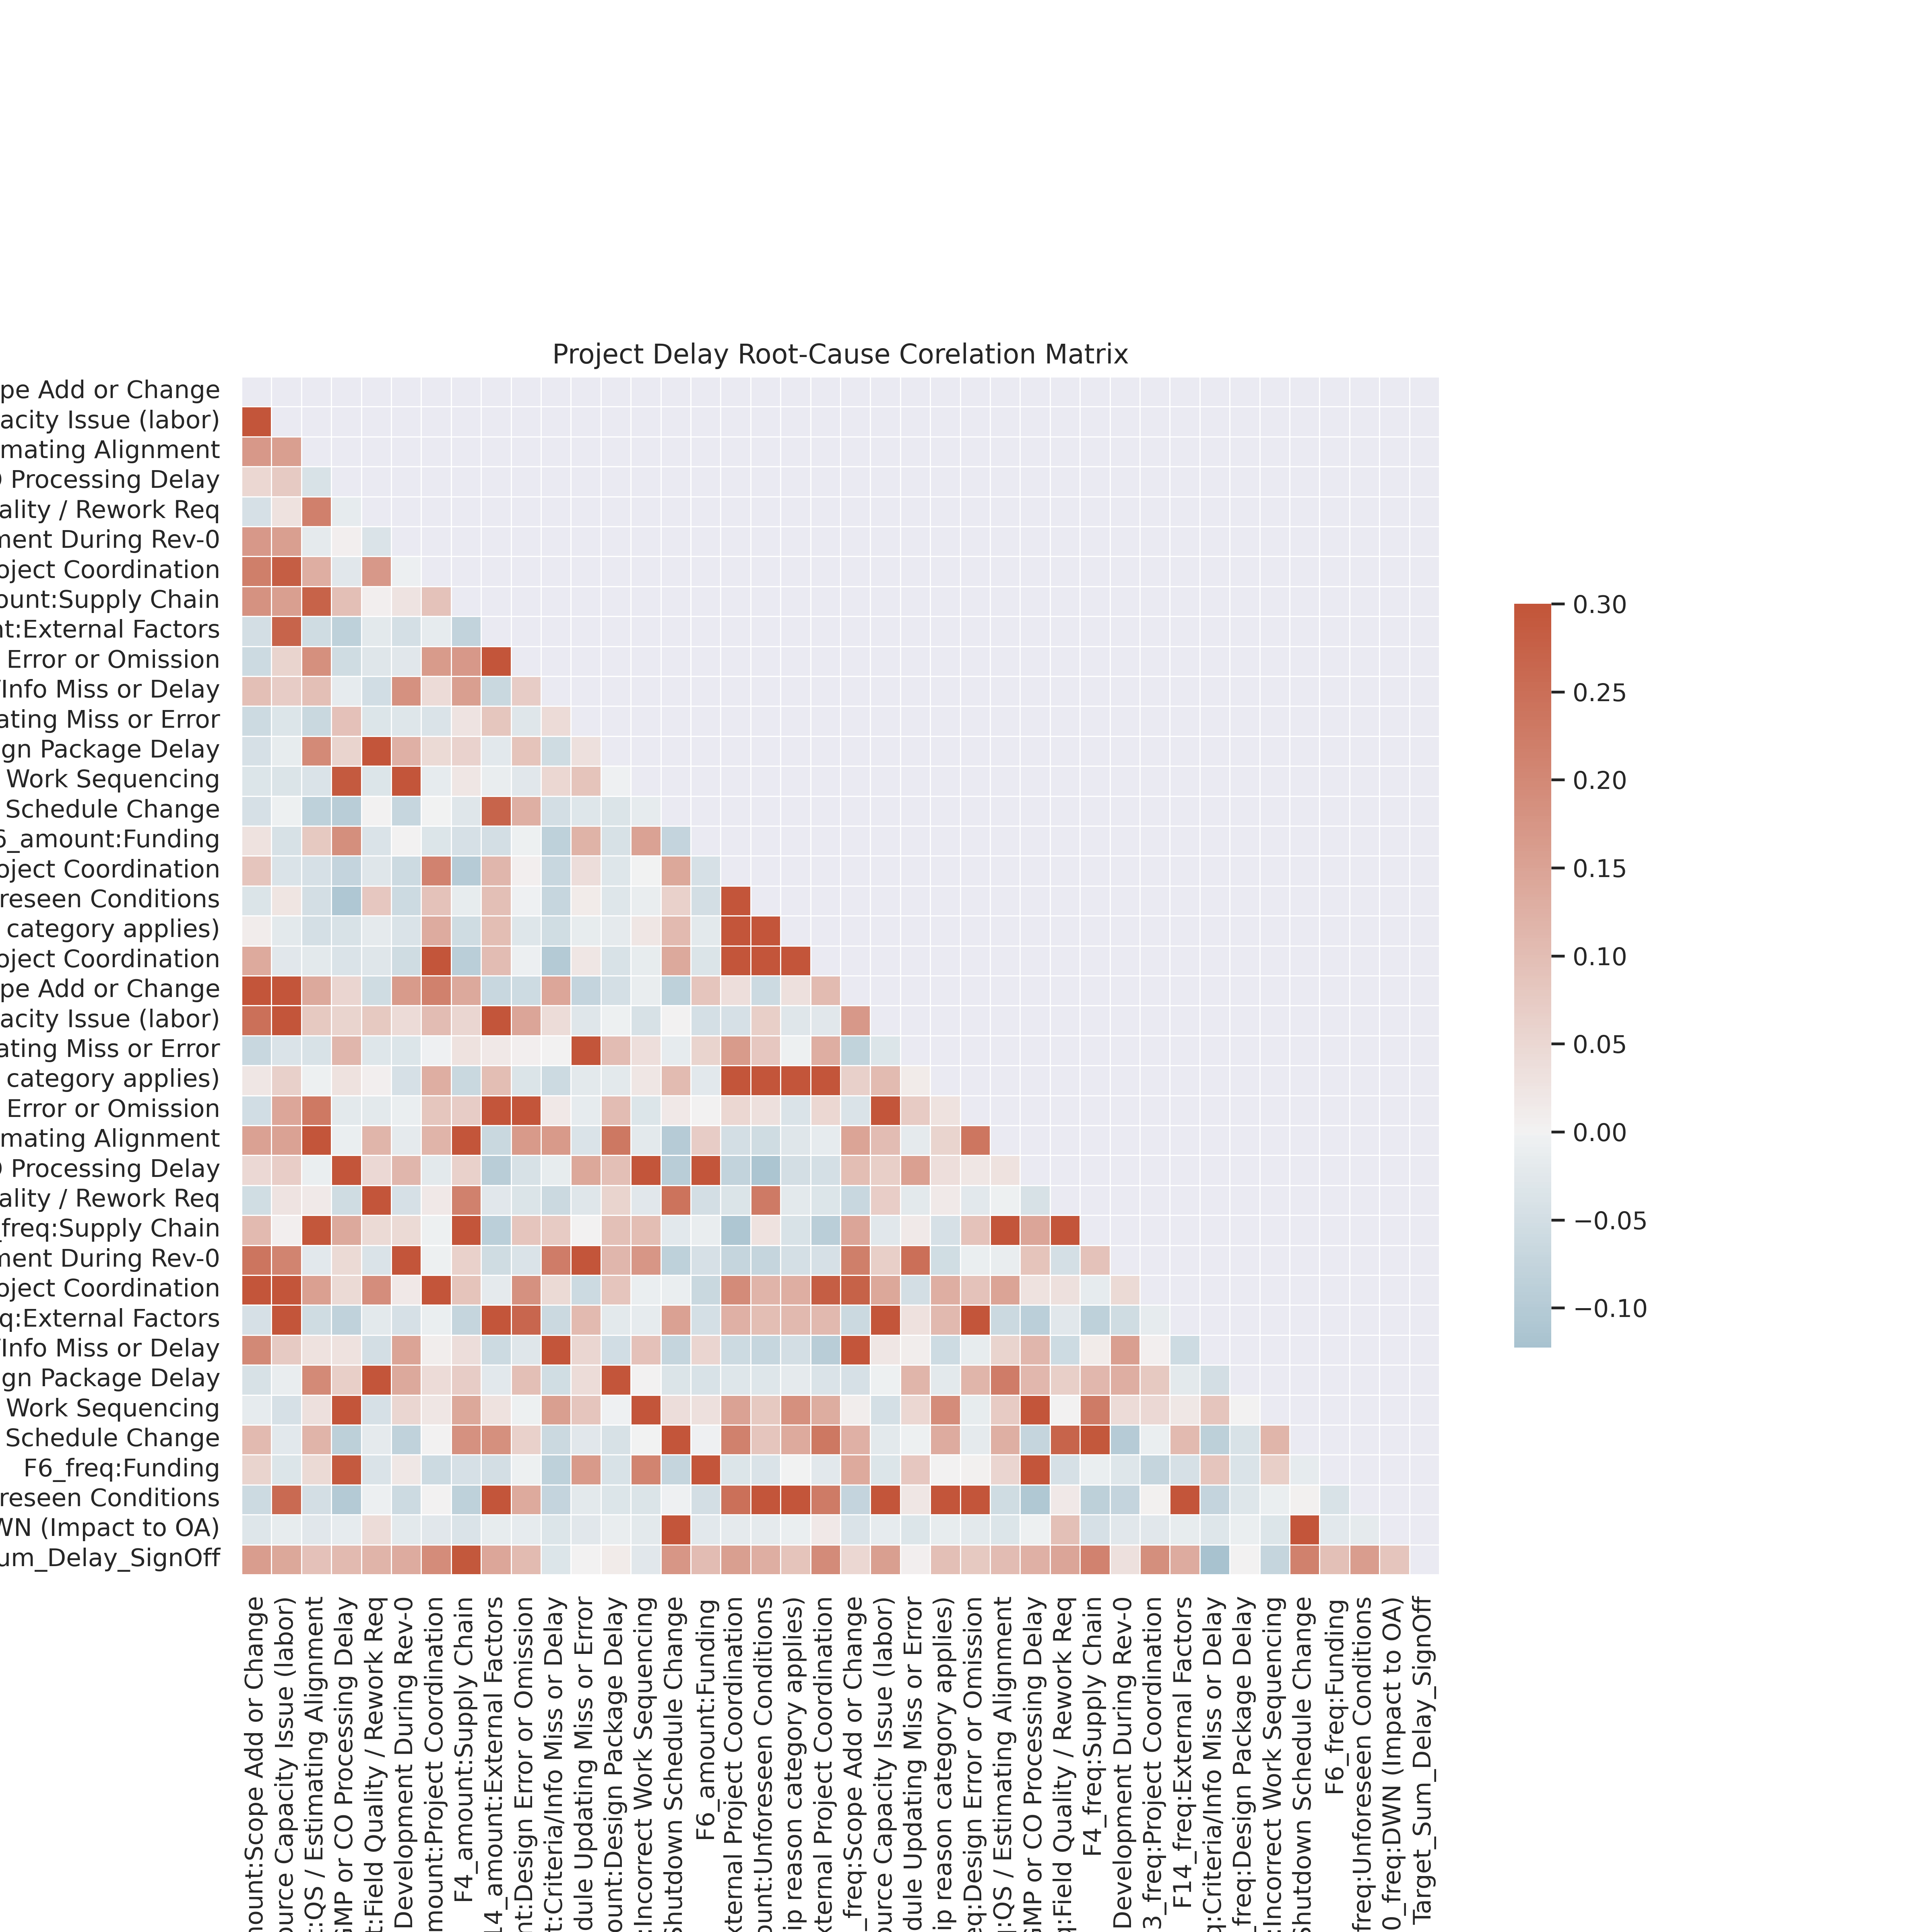 Project Delay Root-Cause Corelation Matrix
pe Add or Change
acity Issue (labor)
mating Alignment
Processing Delay
ality / Rework Req
ment During Rev-0
oject Coordination
ount:Supply Chain
nt:External Factors
Error or Omission
/Info Miss or Delay
ating Miss or Error
gn Package Delay
Work Sequencing
Schedule Change
6_amount:Funding
oject Coordination
reseen Conditions
category applies)
oject Coordination
pe Add or Change
acity Issue (labor)
ating Miss or Error
category applies)
Error or Omission
mating Alignment
Processing Delay
ality / Rework Req
freq:Supply Chain
ment During Rev-0
oject Coordination
q:External Factors
/Info Miss or Delay
gn Package Delay
Work Sequencing
Schedule Change
F6_freq:Funding
reseen Conditions
WN (Impact to OA)
um_Delay_SignOff
0.30
0.25
0.20
0.15
0.10
0.05
0.00
−0.05
−0.10
mount:Scope Add or Change
ource Capacity Issue (labor)
t:QS / Estimating Alignment
GMP or CO Processing Delay
t:Field Quality / Rework Req
Development During Rev-0
mount:Project Coordination
F4_amount:Supply Chain
14_amount:External Factors
nt:Design Error or Omission
t:Criteria/Info Miss or Delay
dule Updating Miss or Error
ount:Design Package Delay
:Incorrect Work Sequencing
Shutdown Schedule Change
F6_amount:Funding
xternal Project Coordination
ount:Unforeseen Conditions
ip reason category applies)
xternal Project Coordination
_freq:Scope Add or Change
ource Capacity Issue (labor)
dule Updating Miss or Error
ip reason category applies)
eq:Design Error or Omission
q:QS / Estimating Alignment
GMP or CO Processing Delay
q:Field Quality / Rework Req
F4_freq:Supply Chain
Development During Rev-0
3_freq:Project Coordination
F14_freq:External Factors
q:Criteria/Info Miss or Delay
_freq:Design Package Delay
:Incorrect Work Sequencing
Shutdown Schedule Change
F6_freq:Funding
freq:Unforeseen Conditions
0_freq:DWN (Impact to OA)
Target_Sum_Delay_SignOff